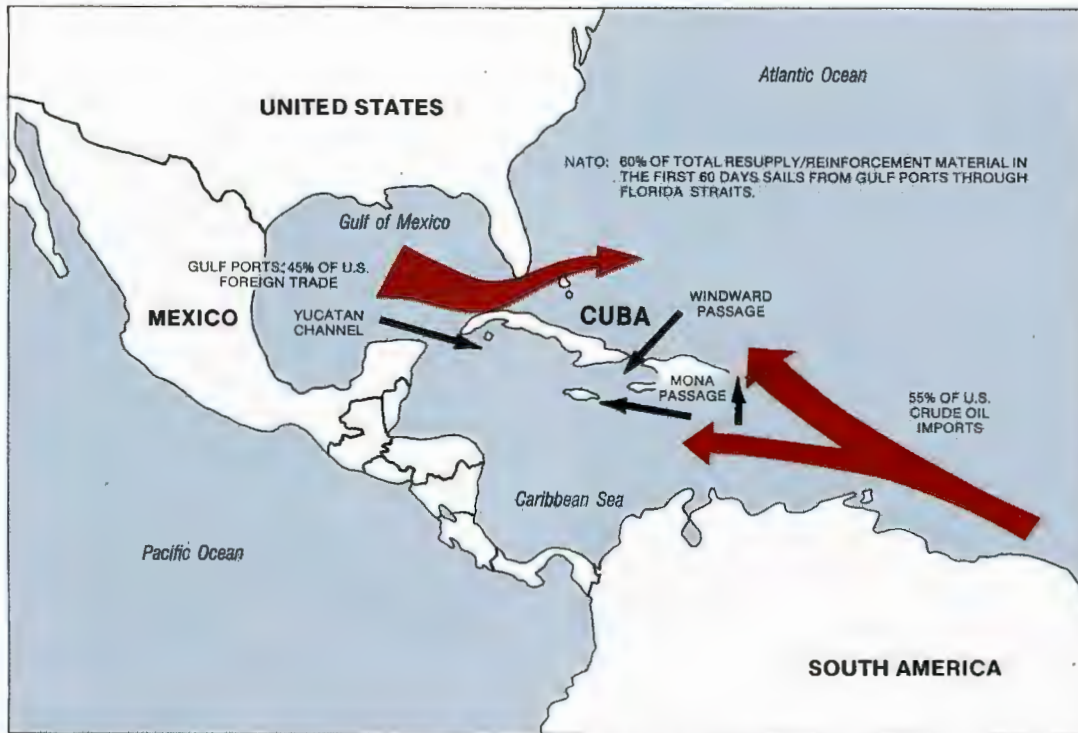 Atlantic Ocean
UNITED STATES
NATO: 60% OF TOTAL RESUPPLY/REINFORCEMENT MATERIAL IN
THE FIRST 60 DAYS SAILS FROM GULF PORTS THROUGH
FLORIDA STRAITS.
Gulf of Mexico
GULF PORTS: 45% OF U.S.
FOREIGN TRADE
MEXICO
YUCATAN
CHANNEL
CUBA
WINDWARD
PASSAGE
MONA
PASSAGE
55% OF U.S.
CRUDE OIL
IMPORTS
Caribbean Sea
Pacific Ocean
SOUTH AMERICA